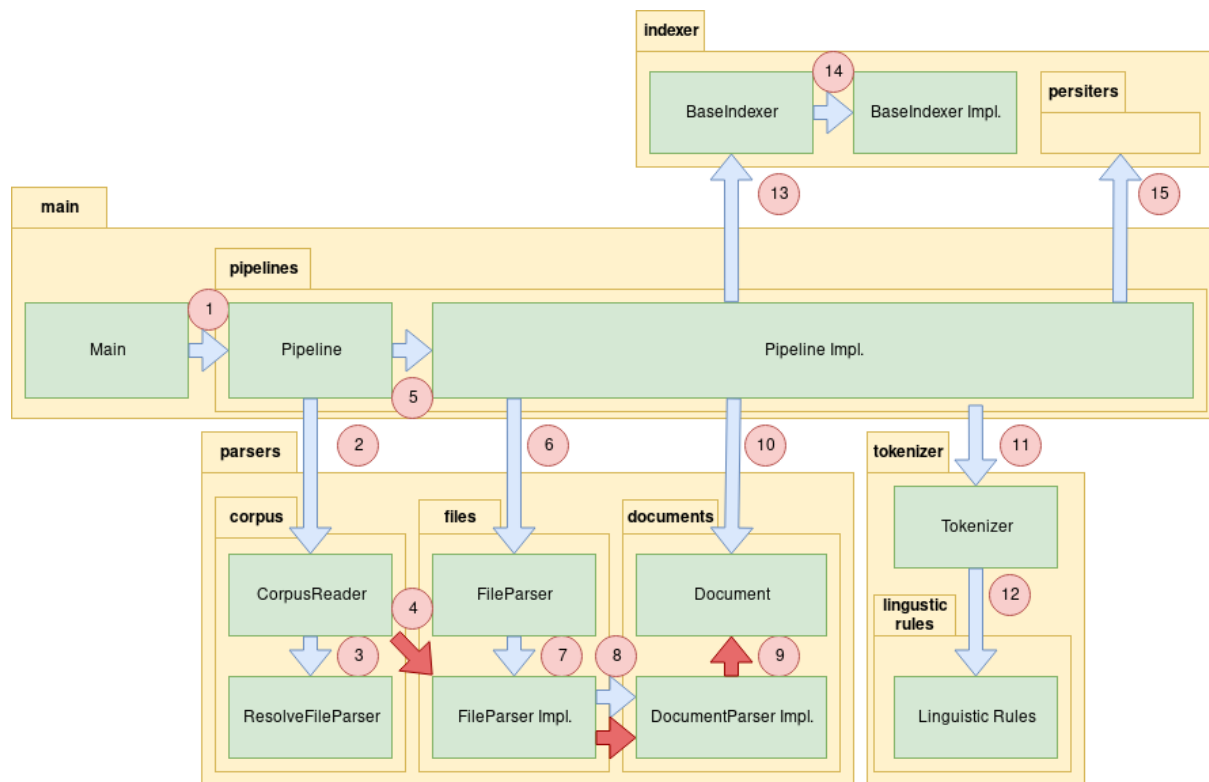 indexer
14
BaseIndexer
BaseIndexer Impl.
persiters
13
15
main
pipelines
1
Main
Pipeline
Pipeline Impl.
5
2
6
10
11
parsers
tokenizer
corpus
files
documents
Tokenizer
CorpusReader
FileParser
Document
4
12
lingustic
rules
3
7
8
9
ResolveFileParser
FileParser Impl.
DocumentParser Impl.
Linguistic Rules